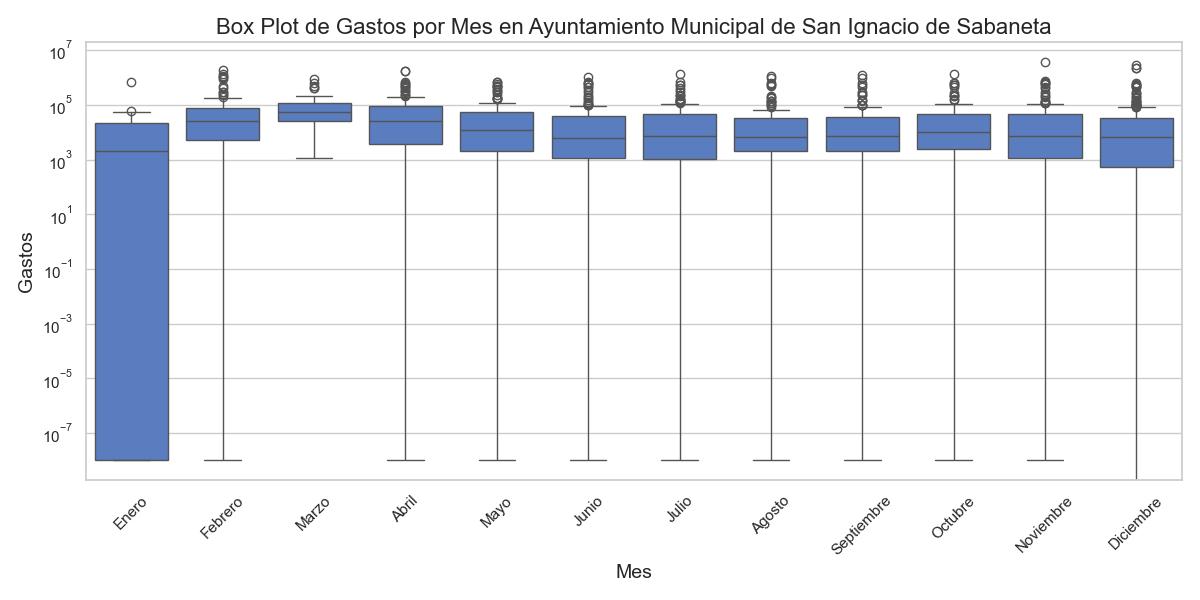 Box Plot de Gastos por Mes en Ayuntamiento Municipal de San Ignacio de Sabaneta
10^7
10^5
10^3
10^1
10^−1
10^−3
10^−5
10^−7
Gastos
Enero
Febrero
Marzo
Abril
Mayo
Junio
Julio
Agosto
Septiembre
Octubre
Noviembre
Diciembre
Mes